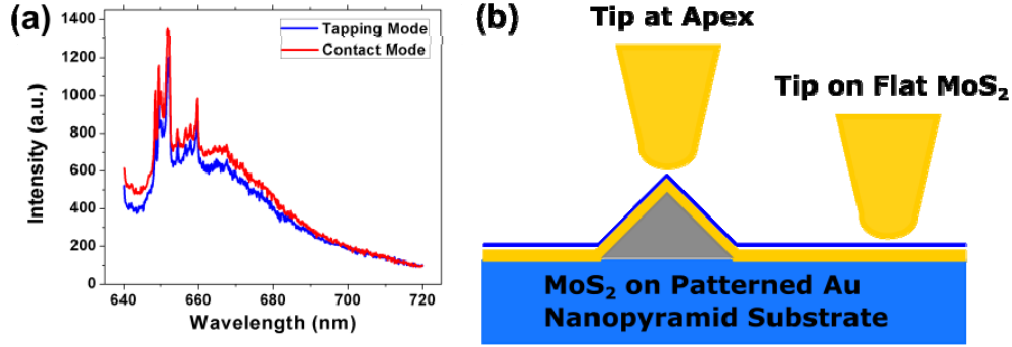 (a)
Tapping Mode
Contact Mode
Intensity (a.u.)
1400
1200
1000
800
600
400
200
0
640
660
680
700
720
Wavelength (nm)
(b)
Tip at Apex
Tip on Flat MoS₂
MoS₂ on Patterned Au
Nanopyramid Substrate